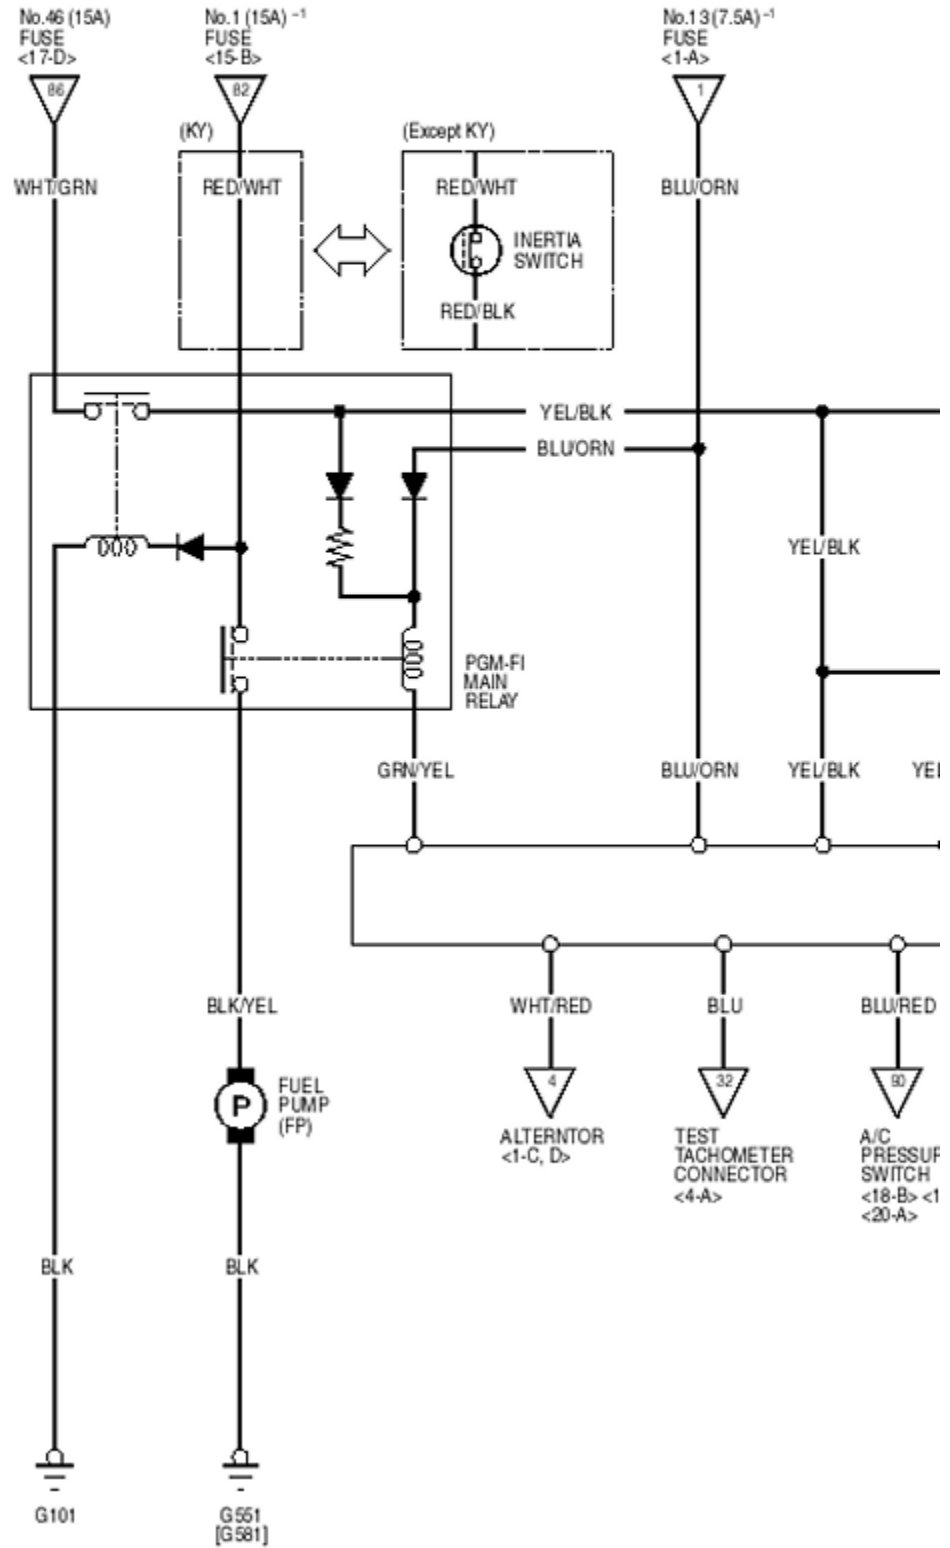 No.46 (15A)
FUSE
<17-D>
No.1 (15A) -1
FUSE
<15-B>
No.13 (7.5A) -1
FUSE
<1-A>
86
82
1
(KY)
(Except KY)
WHT/GRN
RED/WHT
RED/WHT
BLU/ORN
INERTIA
SWITCH
RED/BLK
YEL/BLK
BLU/ORN
YEL/BLK
PGM-FI
MAIN
RELAY
GRN/YEL
BLU/ORN
YEL/BLK
YEL
BLK/YEL
WHT/RED
BLU
BLU/RED
P
FUEL
PUMP
(FP)
4
32
90
ALTERNTOR
<1-C, D>
TEST
TACHOMETER
CONNECTOR
<4-A>
A/C
PRESSUR
SWITCH
<18-B> <1
<20-A>
BLK
BLK
G101
G551
[G581]